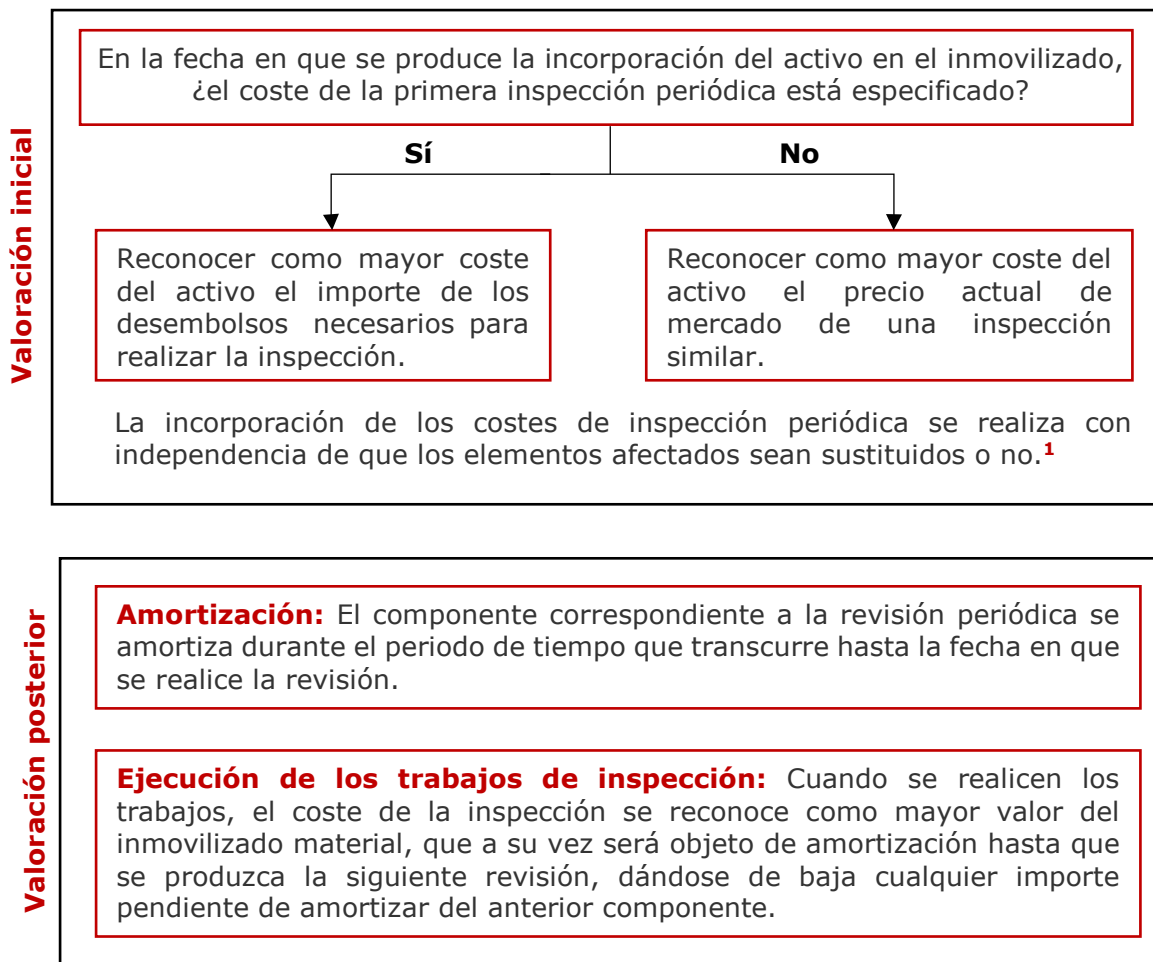 Valoración inicial
En la fecha en que se produce la incorporación del activo en el inmovilizado,
¿el coste de la primera inspección periódica está especificado?
Sí
No
Reconocer como mayor coste
del activo el importe de los
desembolsos necesarios para
realizar la inspección.
Reconocer como mayor coste del
activo el precio actual de
mercado de una inspección
similar.
La incorporación de los costes de inspección periódica se realiza con
independencia de que los elementos afectados sean sustituidos o no.1
Valoración posterior
Amortización: El componente correspondiente a la revisión periódica se
amortiza durante el periodo de tiempo que transcurre hasta la fecha en que
se realice la revisión.
Ejecución de los trabajos de inspección: Cuando se realicen los
trabajos, el coste de la inspección se reconoce como mayor valor del
inmovilizado material, que a su vez será objeto de amortización hasta que
se produzca la siguiente revisión, dándose de baja cualquier importe
pendiente de amortizar del anterior componente.